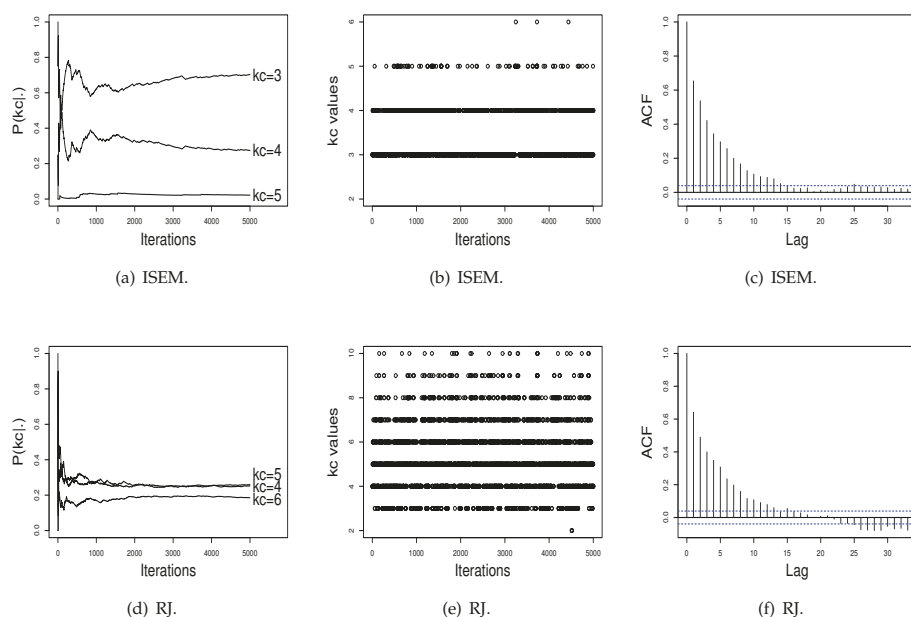 P(kc|.)
0.0 0.2 0.4 0.6 0.8 1.0
kc=3
kc=4
kc=5
0 1000 2000 3000 4000 5000
Iterations
(a) ISEM.
kc values
2 3 4 5 6
0 1000 2000 3000 4000 5000
Iterations
(b) ISEM.
ACF
0.0 0.2 0.4 0.6 0.8 1.0
0 5 10 15 20 25 30
Lag
(c) ISEM.
P(kc|.)
0.0 0.2 0.4 0.6 0.8 1.0
kc=5
kc=4
kc=6
0 1000 2000 3000 4000 5000
Iterations
(d) RJ.
kc values
2 4 6 8 10
0 1000 2000 3000 4000 5000
Iterations
(e) RJ.
ACF
0.0 0.2 0.4 0.6 0.8 1.0
0 5 10 15 20 25 30
Lag
(f) RJ.